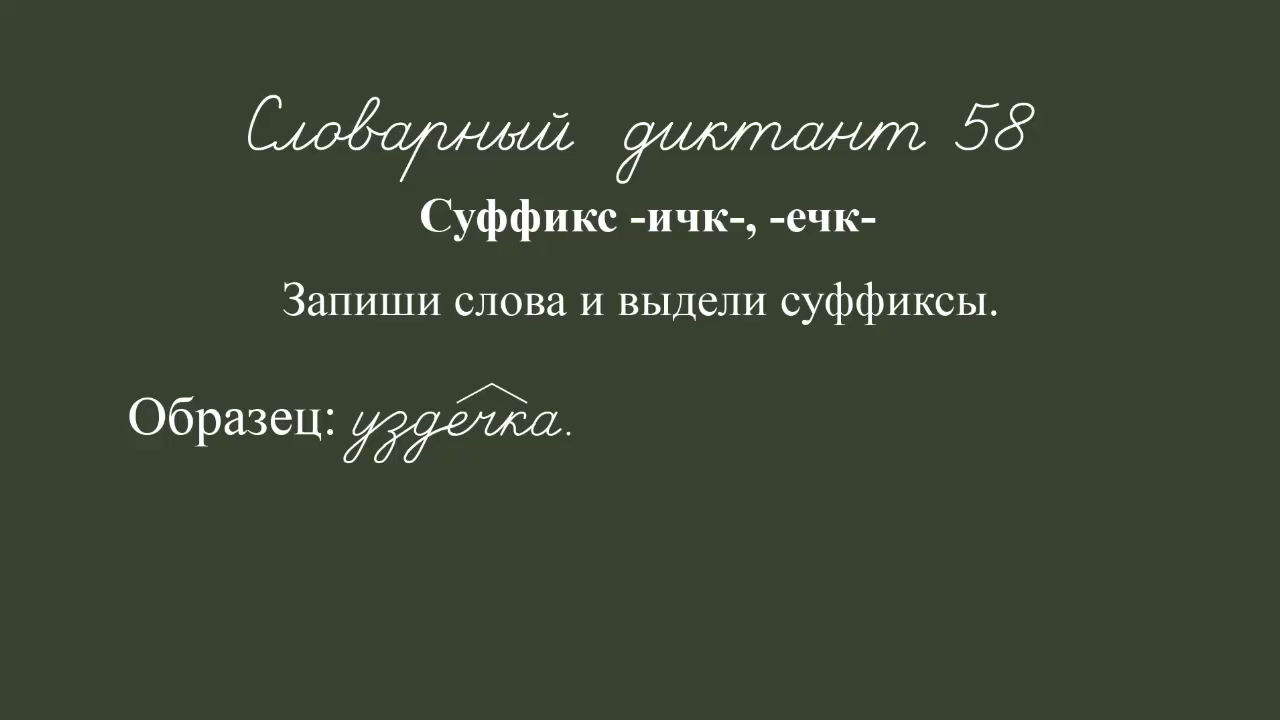 Словарный диктант 58
Суффикс -ичк-, -ечк-
Запиши слова и выдели суффиксы.
Образец: уздечка.